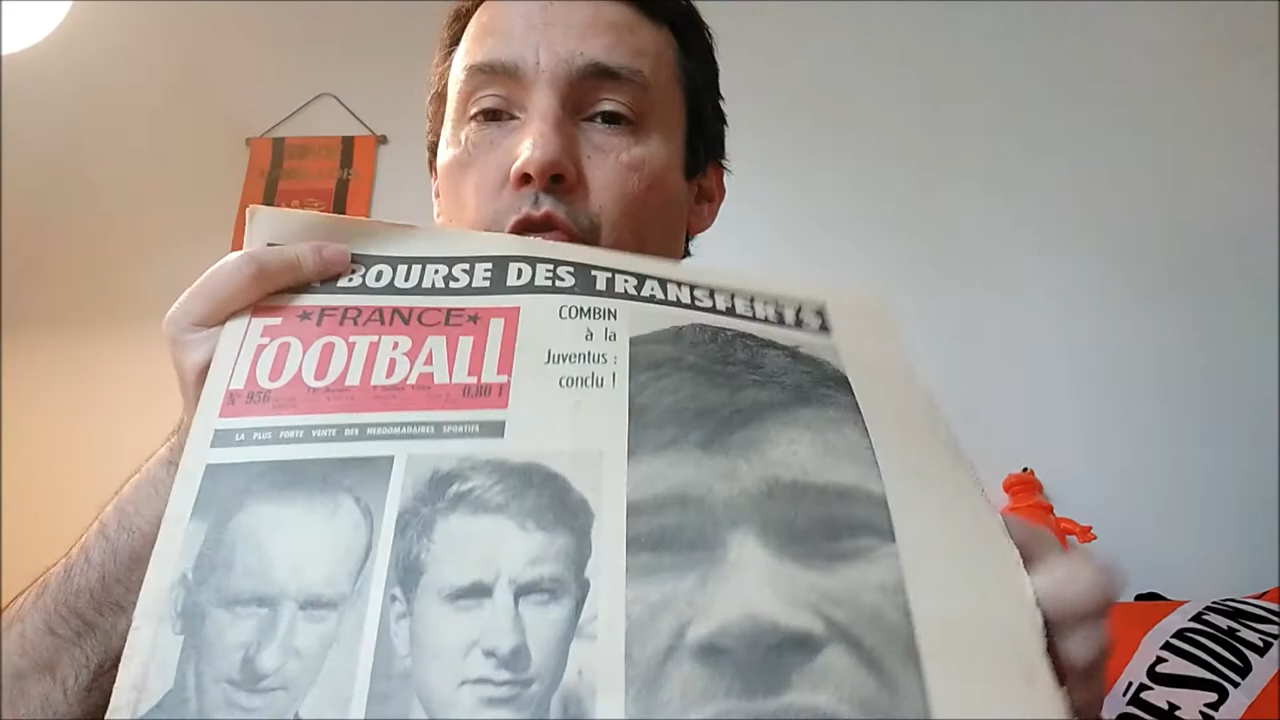 BOURSE DES TRANSFERTS
★FRANCE★
FOOTBALL
N° 956
0,80 F
LA PLUS FORTE VENTE DES HEBDOMADAIRES SPORTIFS
COMBIN
à la
Juventus :
conclu !
ÉSIDENT